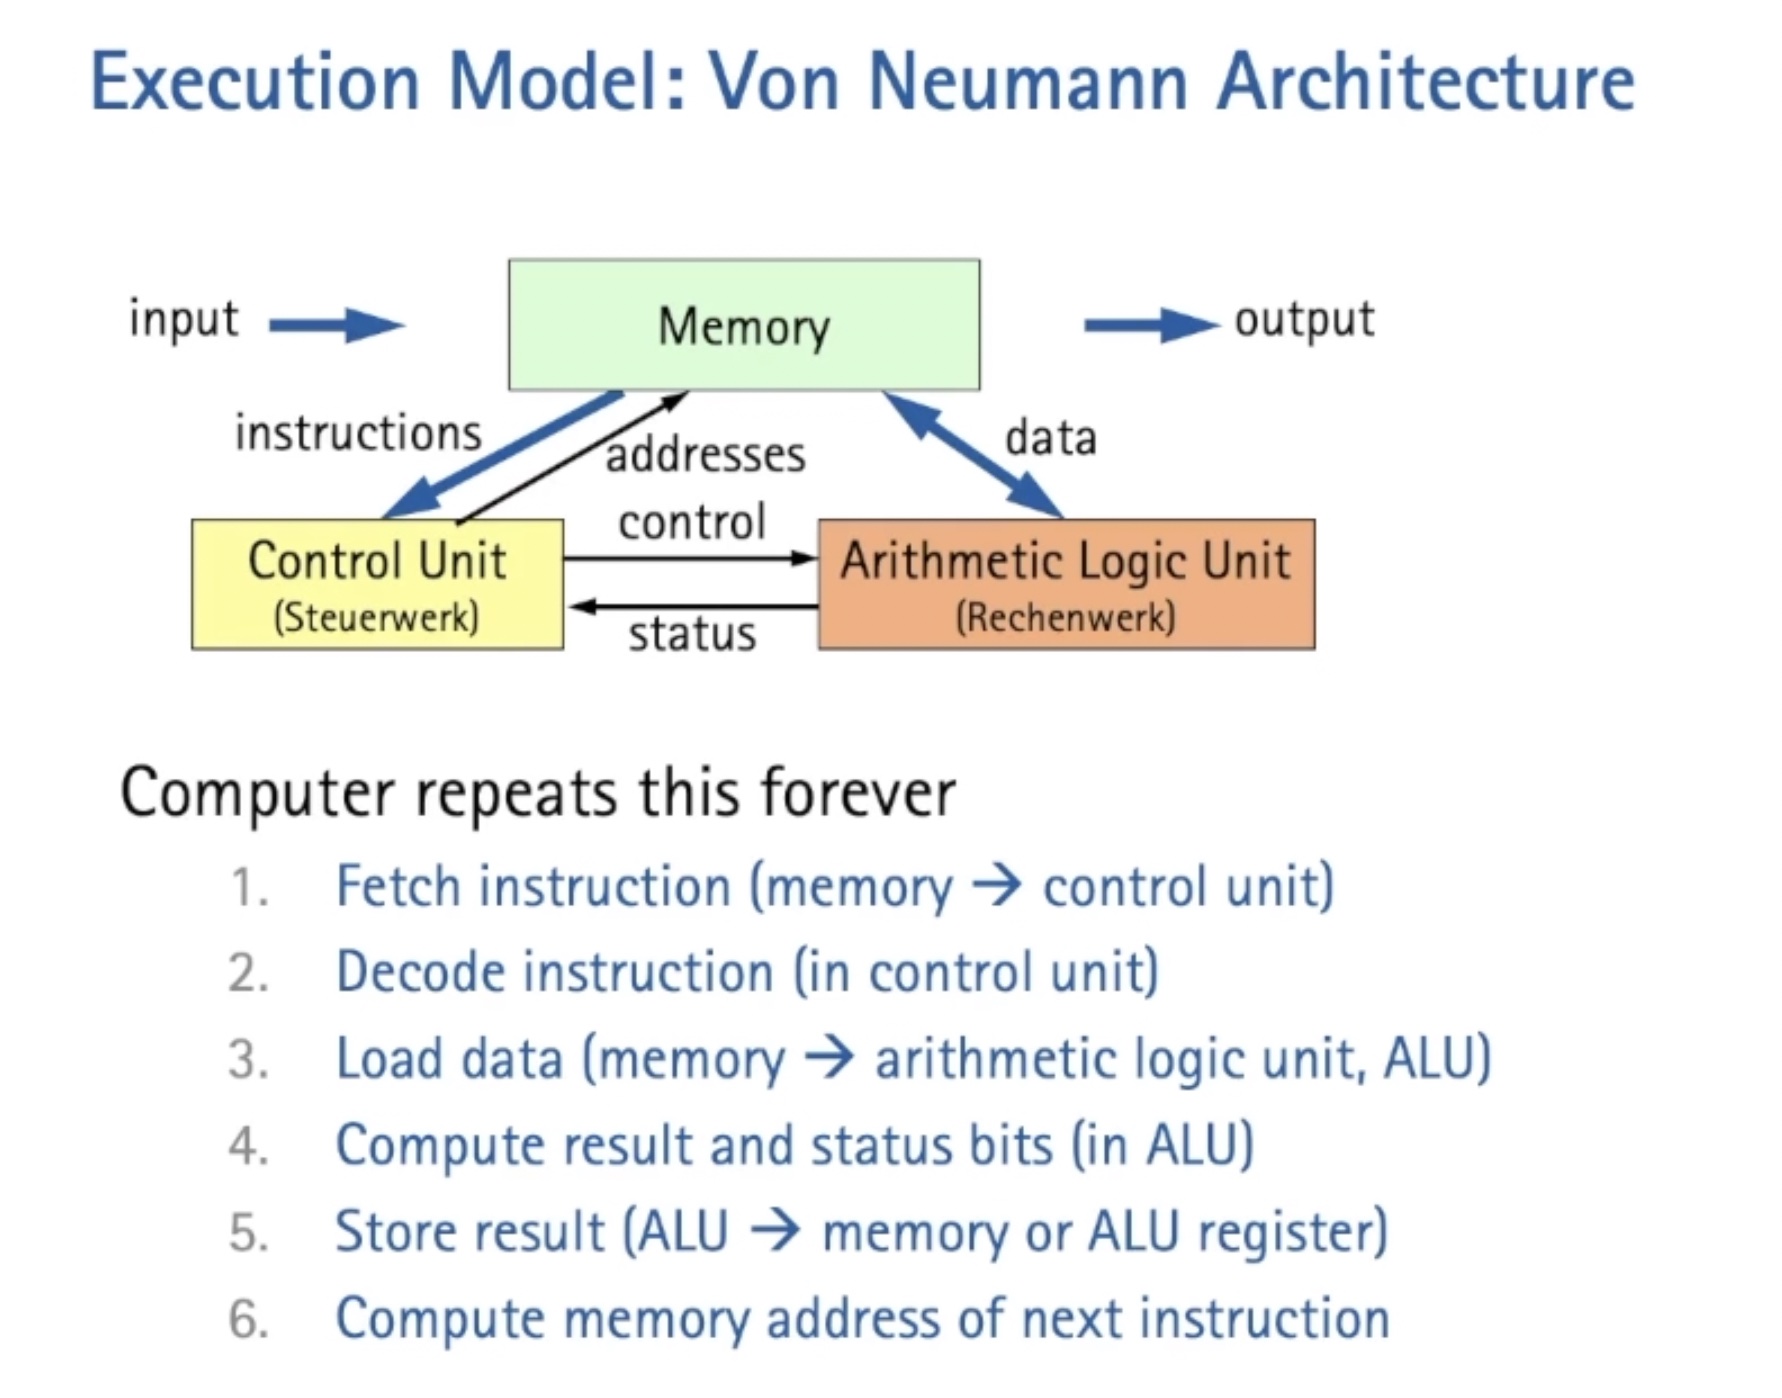 Execution Model: Von Neumann Architecture
input
Memory
output
instructions
addresses
data
control
Control Unit
(Steuerwerk)
Arithmetic Logic Unit
(Rechenwerk)
status
Computer repeats this forever
1. Fetch instruction (memory → control unit)
2. Decode instruction (in control unit)
3. Load data (memory → arithmetic logic unit, ALU)
4. Compute result and status bits (in ALU)
5. Store result (ALU → memory or ALU register)
6. Compute memory address of next instruction